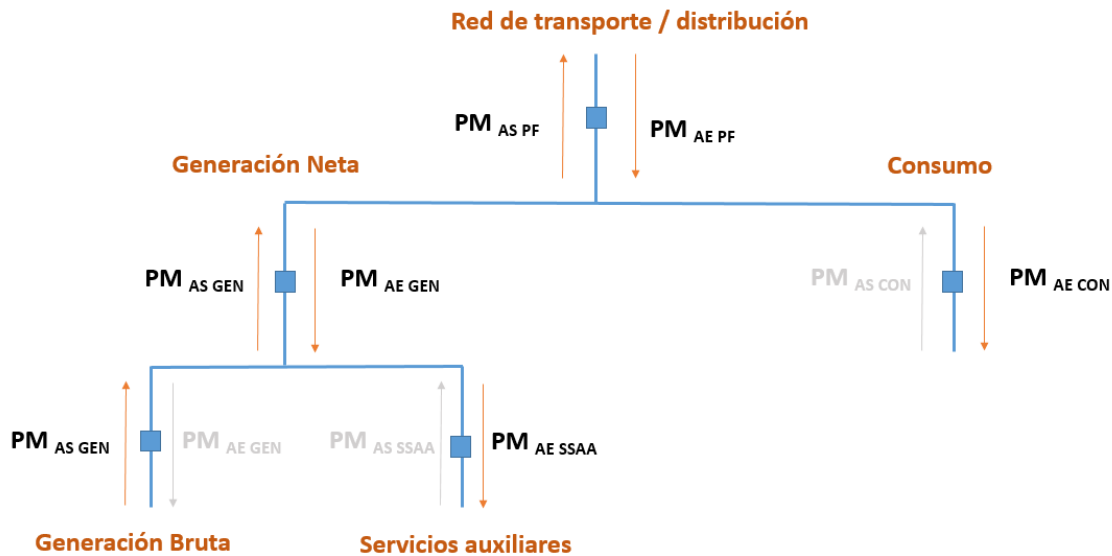 Red de transporte / distribución
PM AS PF
PM AE PF
Generación Neta
Consumo
PM AS GEN
PM AE GEN
PM AS CON
PM AE CON
PM AS GEN
PM AE GEN
PM AS SSAA
PM AE SSAA
Generación Bruta
Servicios auxiliares